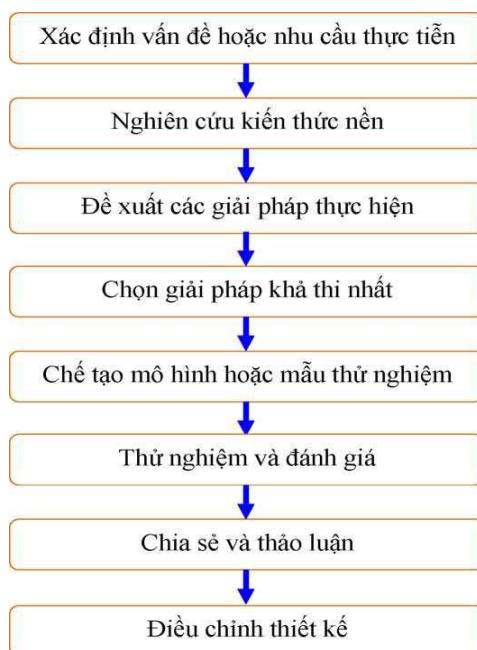 Xác định vấn đề hoặc nhu cầu thực tiễn
Nghiên cứu kiến thức nền
Đề xuất các giải pháp thực hiện
Chọn giải pháp khả thi nhất
Chế tạo mô hình hoặc mẫu thử nghiệm
Thử nghiệm và đánh giá
Chia sẻ và thảo luận
Điều chỉnh thiết kế